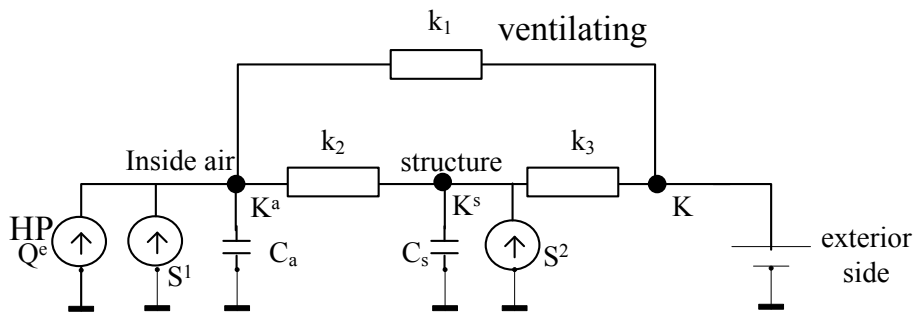 k₁
ventilating
k₂
k₃
Inside air
structure
Kᵃ
Kˢ
K
HP
Qᵉ
S¹
Cₐ
Cₛ
S²
exterior
side